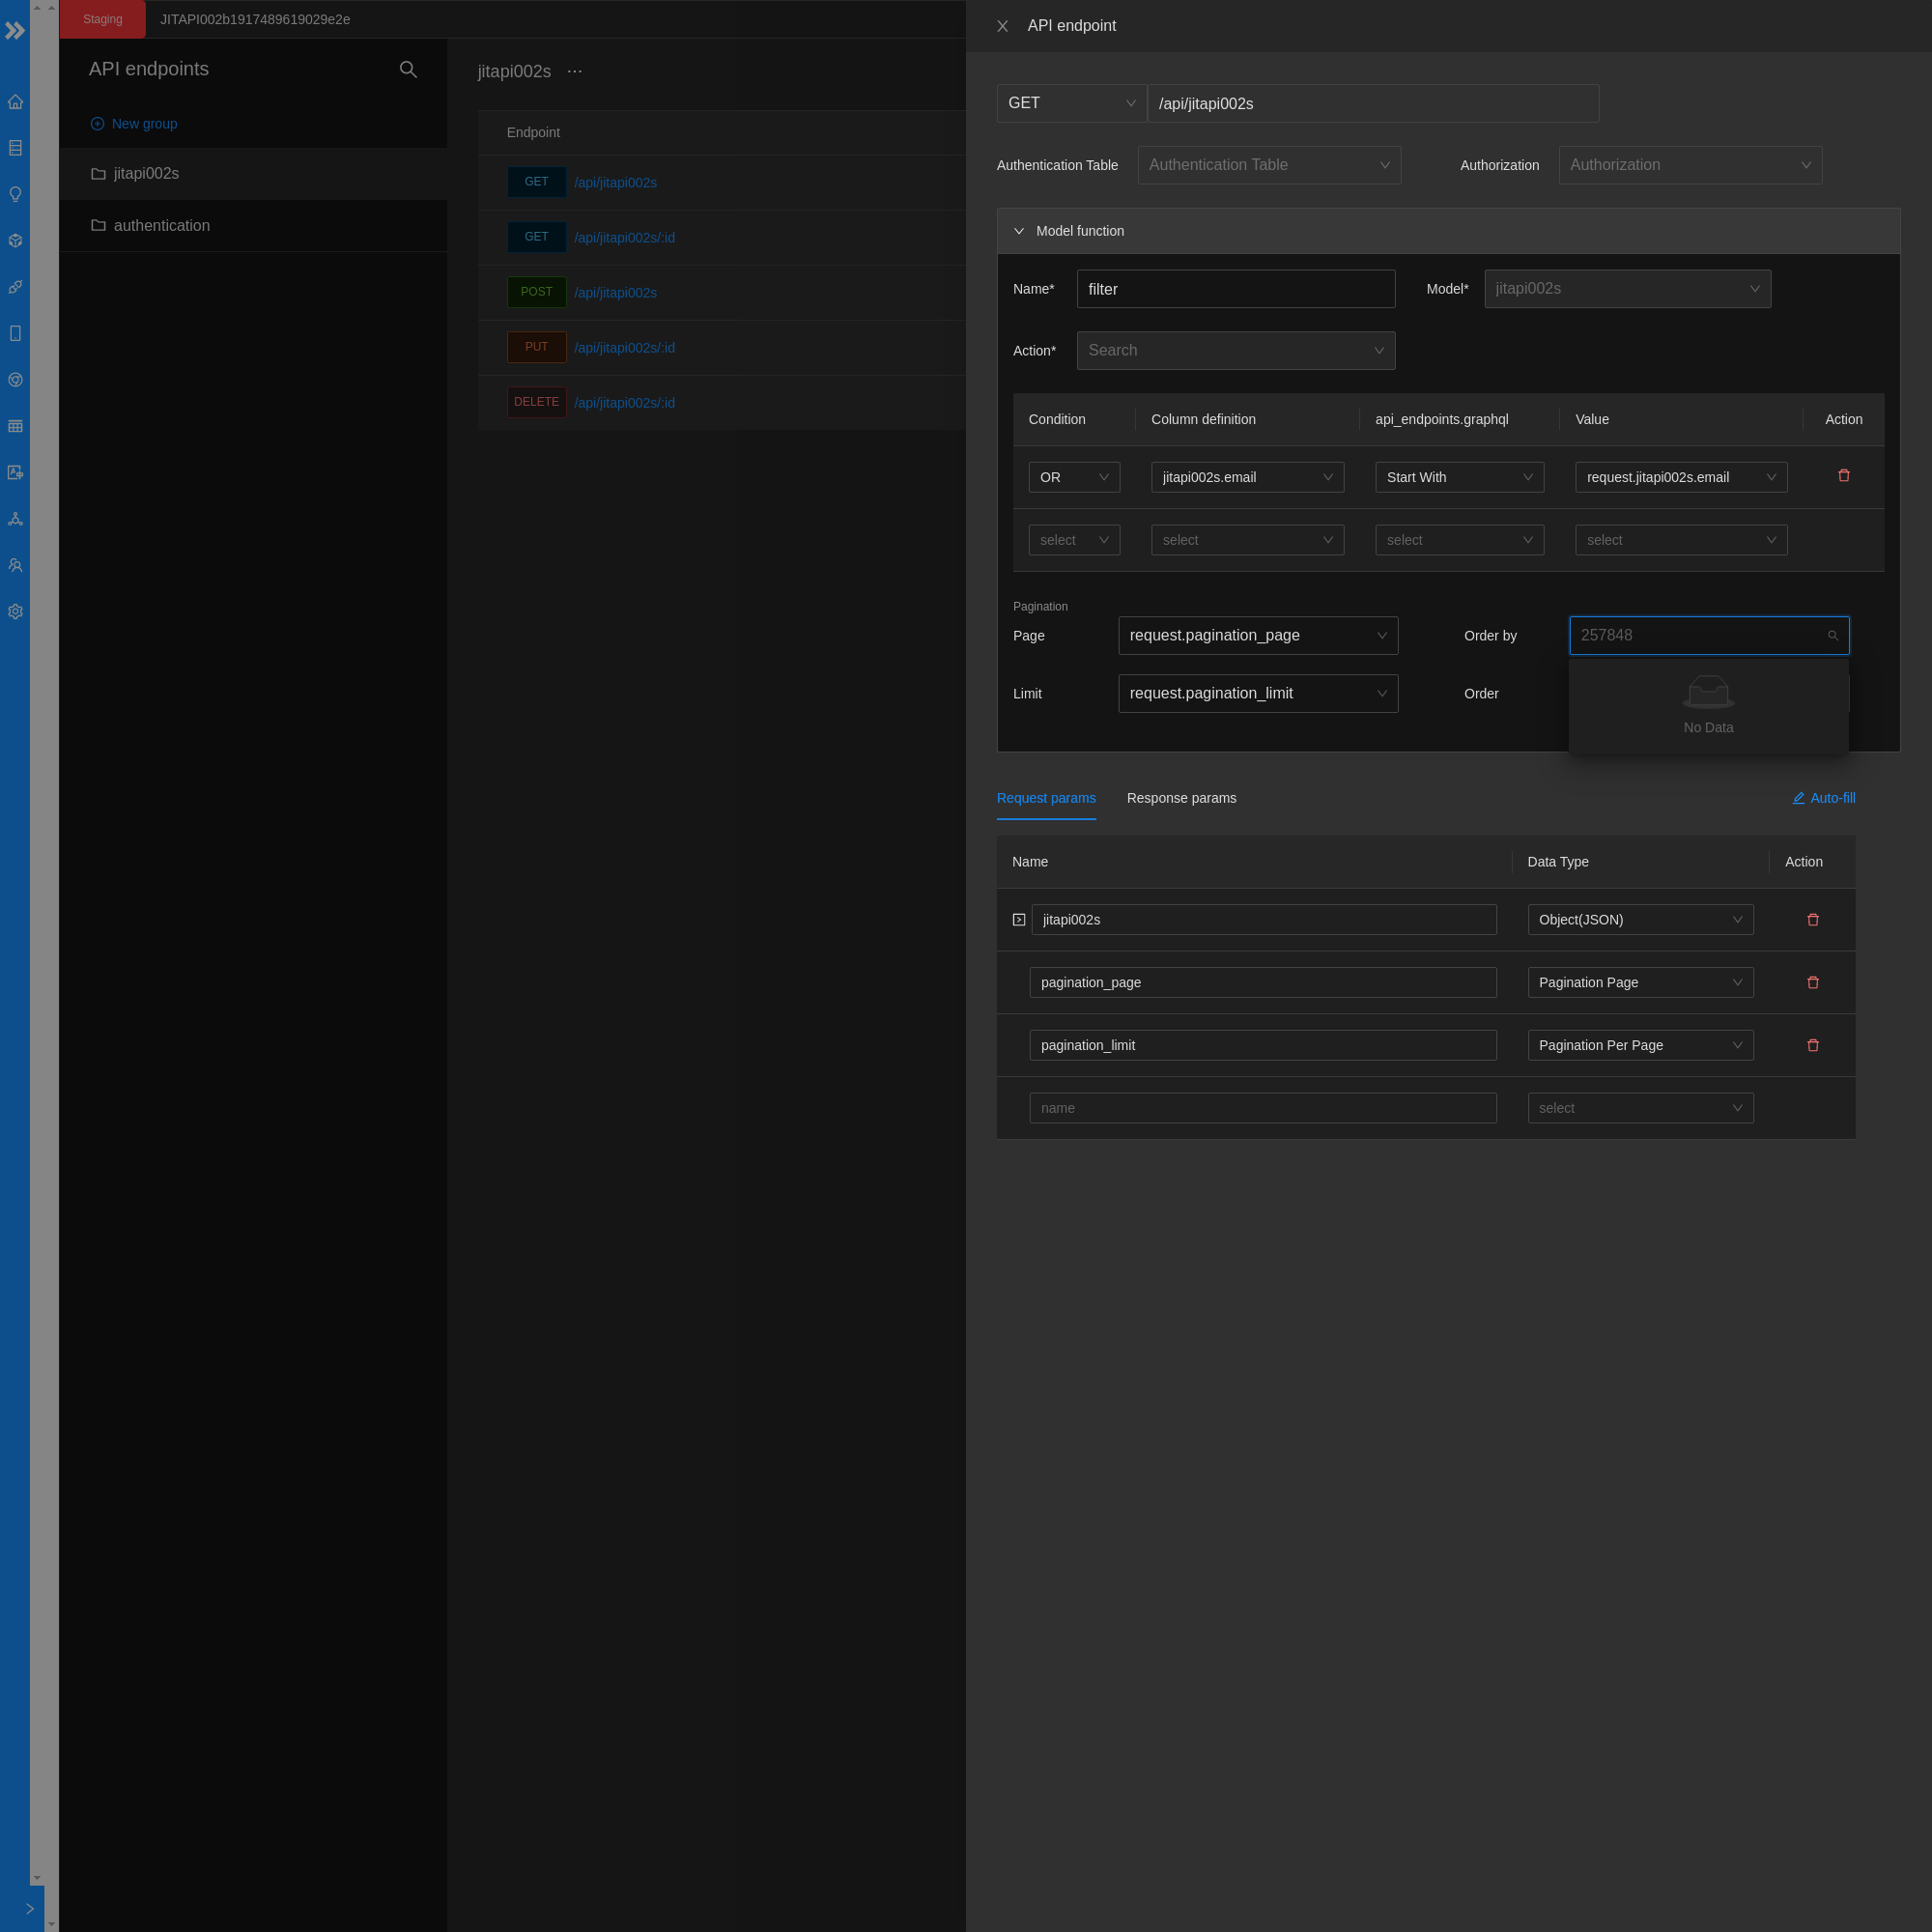 Staging
JITAPI002b1917489619029e2e
API endpoints
New group
jitapi002s
authentication
jitapi002s ...
Endpoint
GET /api/jitapi002s
GET /api/jitapi002s/:id
POST /api/jitapi002s
PUT /api/jitapi002s/:id
DELETE /api/jitapi002s/:id
API endpoint
GET /api/jitapi002s
Authentication Table Authentication Table Authorization Authorization
Model function
Name* filter Model* jitapi002s
Action* Search
Condition Column definition api_endpoints.graphql Value Action
OR jitapi002s.email Start With request.jitapi002s.email
select select select select
Pagination
Page request.pagination_page Order by 257848
Limit request.pagination_limit Order
No Data
Request params Response params Auto-fill
Name Data Type Action
jitapi002s Object(JSON)
pagination_page Pagination Page
pagination_limit Pagination Per Page
name select